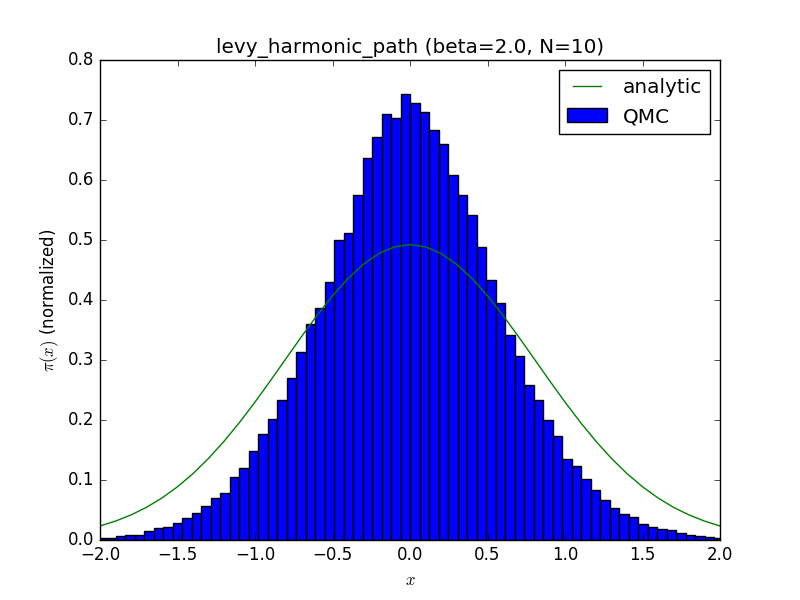 levy_harmonic_path (beta=2.0, N=10)
analytic
QMC
π(x) (normalized)
0.8
0.7
0.6
0.5
0.4
0.3
0.2
0.1
0.0
−2.0 −1.5 −1.0 −0.5 0.0 0.5 1.0 1.5 2.0
x